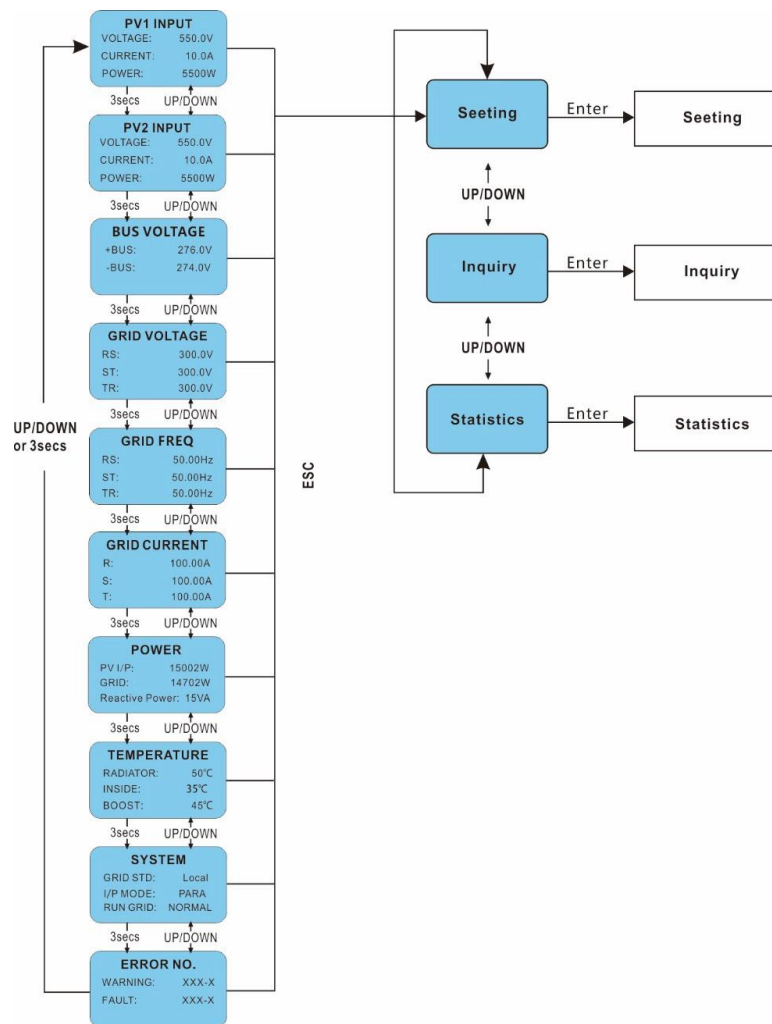 PV1 INPUT
VOLTAGE: 550.0V
CURRENT: 10.0A
POWER: 5500W
3secs UP/DOWN
PV2 INPUT
VOLTAGE: 550.0V
CURRENT: 10.0A
POWER: 5500W
3secs UP/DOWN
BUS VOLTAGE
+BUS: 276.0V
-BUS: 274.0V
3secs UP/DOWN
GRID VOLTAGE
RS: 300.0V
ST: 300.0V
TR: 300.0V
3secs UP/DOWN
GRID FREQ
RS: 50.00Hz
ST: 50.00Hz
TR: 50.00Hz
3secs UP/DOWN
GRID CURRENT
R: 100.00A
S: 100.00A
T: 100.00A
3secs UP/DOWN
POWER
PV I/P: 15002W
GRID: 14702W
Reactive Power: 15VA
3secs UP/DOWN
TEMPERATURE
RADIATOR: 50℃
INSIDE: 35℃
BOOST: 45℃
3secs UP/DOWN
SYSTEM
GRID STD: Local
I/P MODE: PARA
RUN GRID: NORMAL
3secs UP/DOWN
ERROR NO.
WARNING: XXX-X
FAULT: XXX-X
UP/DOWN
or 3secs
ESC
Seeting
Enter
Seeting
UP/DOWN
Inquiry
Enter
Inquiry
UP/DOWN
Statistics
Enter
Statistics